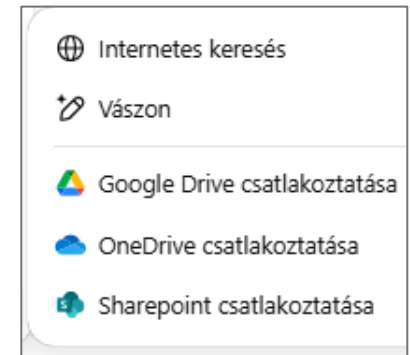 Internetes keresés
Vászon
Google Drive csatlakoztatása
OneDrive csatlakoztatása
Sharepoint csatlakoztatása